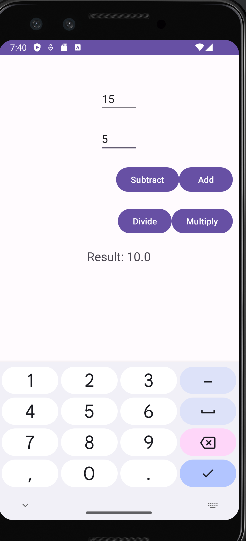 7:40
15
5
Subtract Add
Divide Multiply
Result: 10.0
1 2 3 -
4 5 6
7 8 9
, 0 .